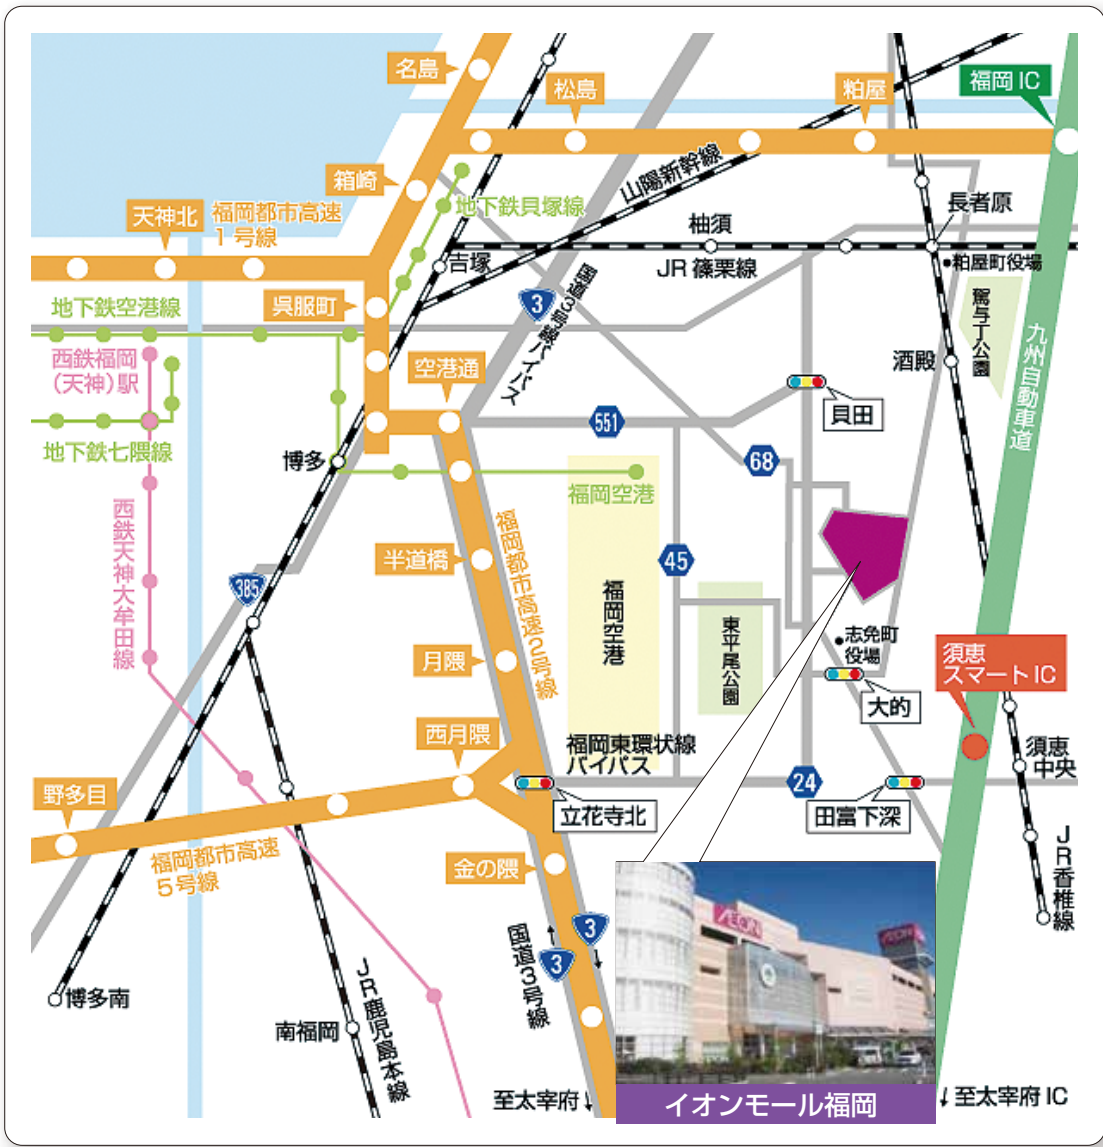 名島
松島
粕屋
福岡IC
箱崎
天神北
福岡都市高速
1号線
地下鉄貝塚線
山陽新幹線
長者原
柚須
吉塚
JR篠栗線
粕屋町役場
地下鉄空港線
呉服町
国道3号線バイパス
3
駕与丁公園
九州自動車道
西鉄福岡
(天神)駅
空港通
酒殿
貝田
551
地下鉄七隈線
博多
68
福岡空港
西鉄天神大牟田線
福岡都市高速2号線
半道橋
45
385
福岡空港
東平尾公園
志免町
役場
月隈
須恵
スマートIC
大的
西月隈
福岡東環状線
バイパス
須恵
中央
24
野多目
立花寺北
田富下深
福岡都市高速
5号線
金の隈
JR香椎線
国道3号線
3
3
AEON
AEON
博多南
南福岡
JR鹿児島本線
至太宰府
イオンモール福岡
至太宰府IC